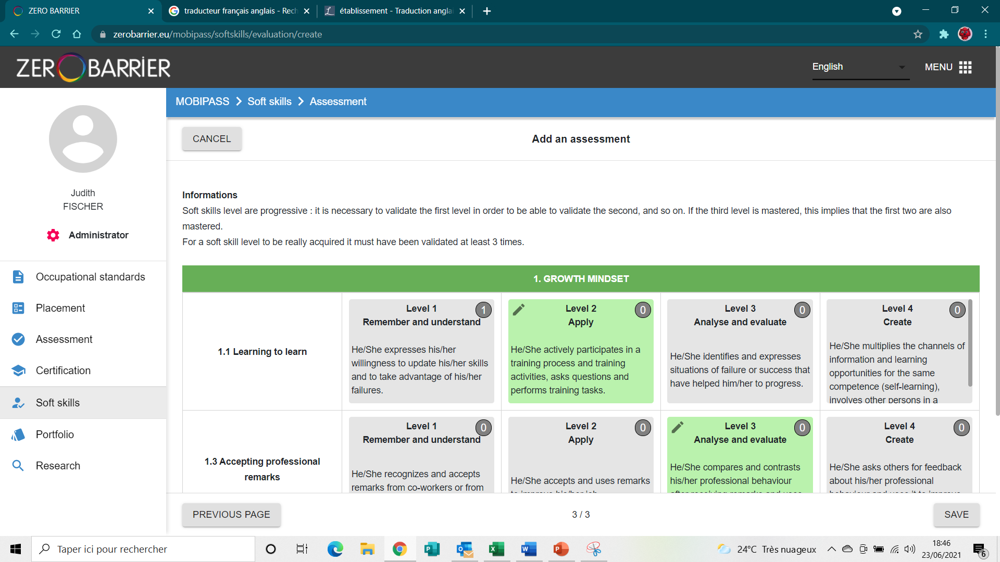 ZERO BARRIER
traducteur français anglais - Rech
établissement - Traduction angla
zerobarrier.eu/mobipass/softskills/evaluation/create
ZEROBARRIER
English
MENU
MOBIPASS > Soft skills > Assessment
Judith
FISCHER
Administrator
Occupational standards
Placement
Assessment
Certification
Soft skills
Portfolio
Research
CANCEL
Add an assessment
Informations
Soft skills level are progressive : it is necessary to validate the first level in order to be able to validate the second, and so on. If the third level is mastered, this implies that the first two are also
mastered.
For a soft skill level to be really acquired it must have been validated at least 3 times.
1. GROWTH MINDSET
1.1 Learning to learn
Level 1
1
Remember and understand
He/She expresses his/her
willingness to update his/her skills
and to take advantage of his/her
failures.
Level 2
0
Apply
He/She actively participates in a
training process and training
activities, asks questions and
performs training tasks.
Level 3
0
Analyse and evaluate
He/She identifies and expresses
situations of failure or success that
have helped him/her to progress.
Level 4
0
Create
He/She multiplies the channels of
information and learning
opportunities for the same
competence (self-learning),
involves other persons in a
1.3 Accepting professional
remarks
Level 1
0
Remember and understand
He/She recognizes and accepts
remarks from co-workers or from
Level 2
0
Apply
He/She accepts and uses remarks
Level 3
0
Analyse and evaluate
He/She compares and contrasts
his/her professional behaviour
Level 4
0
Create
He/She asks others for feedback
about his/her professional
PREVIOUS PAGE
3 / 3
SAVE
Taper ici pour rechercher
24°C Très nuageux
18:46
23/06/2021
6